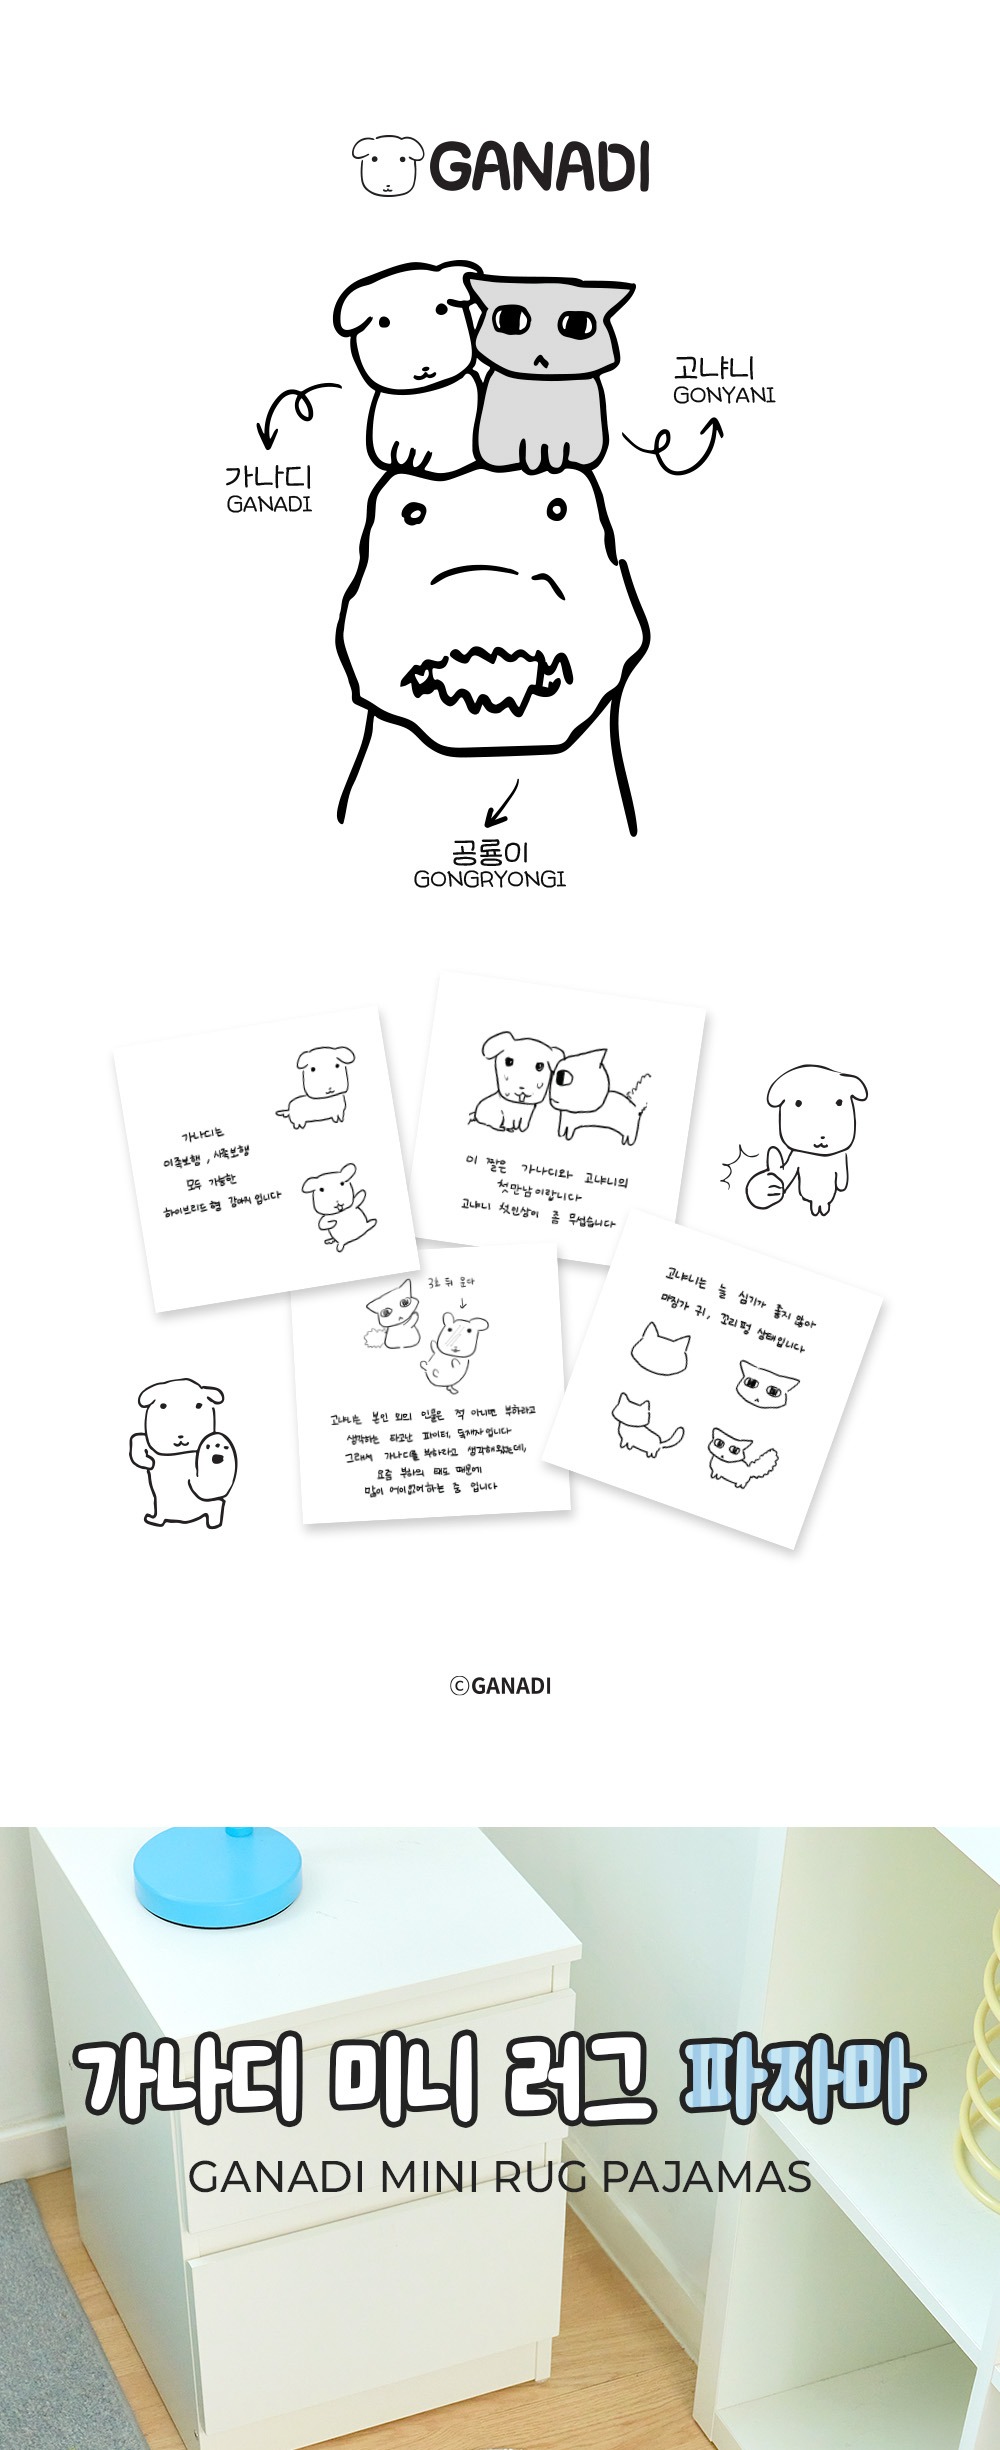 GANADI
고냐니
GONYANI
가나디
GANADI
공룡이
GONGRYONGI
가나디는
이족보행, 사족보행
모두 가능한
하이브리드형 강아지 입니다
이 짤은 가나디와 고냐니의
첫만남이랍니다
고냐니 첫인상이 좀 무섭습니다
3초 뒤 운다
고냐니는 본인 외의 인물은 적 아니면 부하라고
생각하는 타고난 파이터, 독재자입니다
그래서 가나디를 부하라고 생각해왔는데,
요즘 부하의 태도 때문에
많이 어이없어하는 중 입니다
고냐니는 늘 심기가 좋지 않아
마징가 귀, 꼬리펑 상태입니다
ⓒGANADI
가나디 미니 러그 파자마
GANADI MINI RUG PAJAMAS